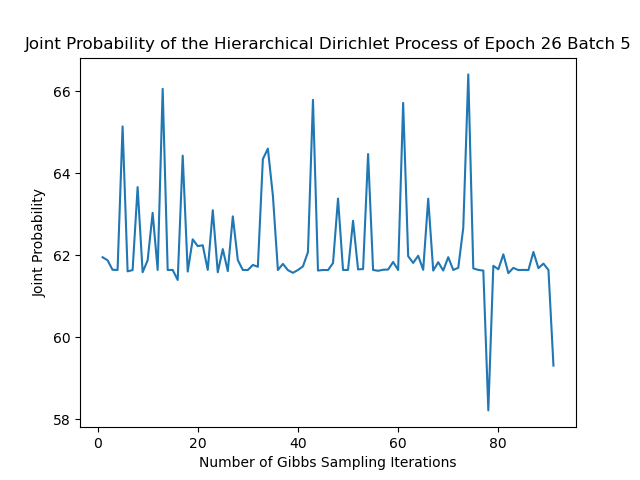 Joint Probability of the Hierarchical Dirichlet Process of Epoch 26 Batch 5
66
64
62
60
58
Joint Probability
0 20 40 60 80
Number of Gibbs Sampling Iterations